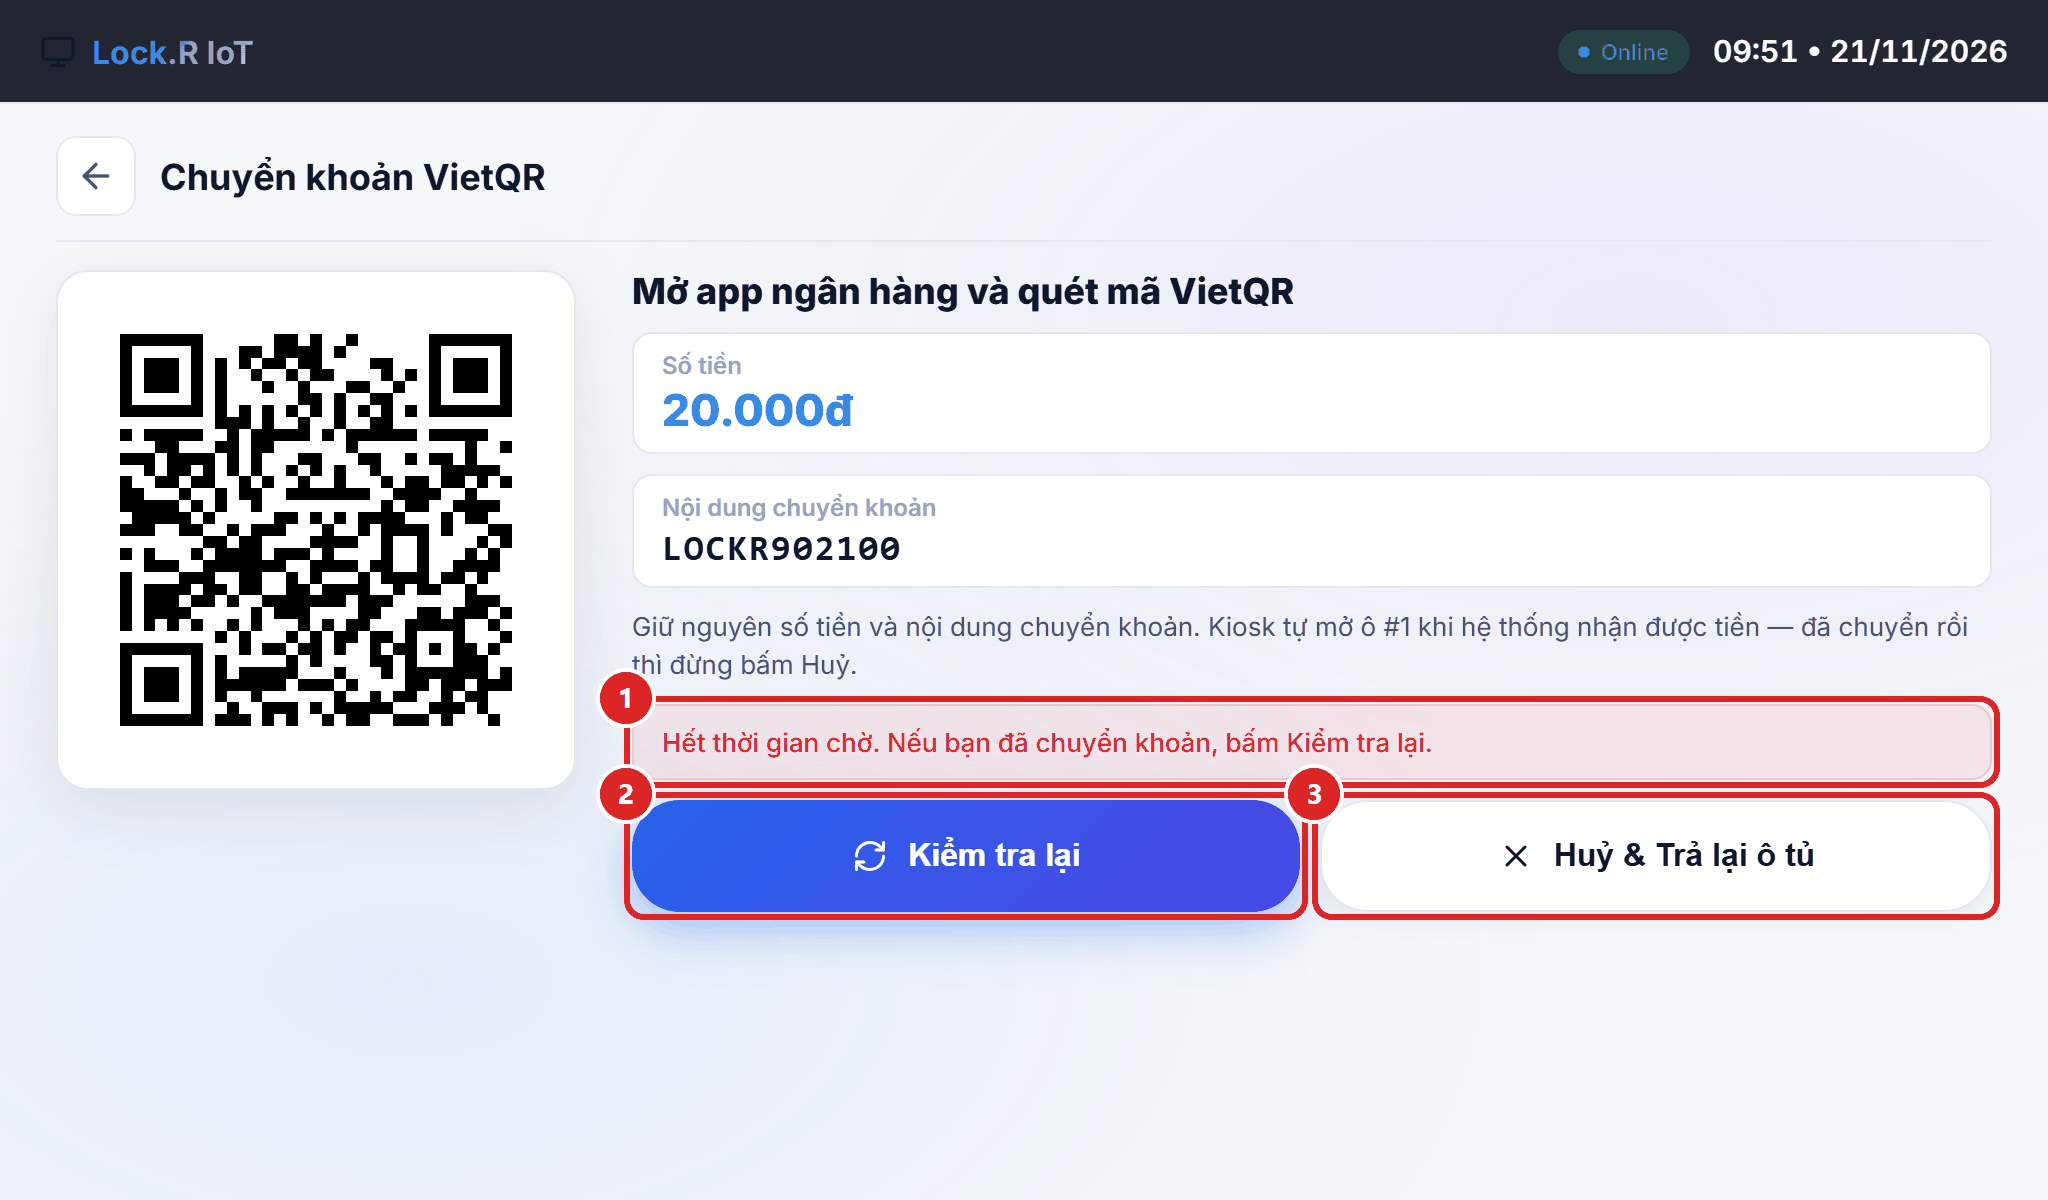 Lock.R IoT
Online
09:51 • 21/11/2026
Chuyển khoản VietQR
Mở app ngân hàng và quét mã VietQR
Số tiền
20.000đ
Nội dung chuyển khoản
LOCKR902100
Giữ nguyên số tiền và nội dung chuyển khoản. Kiosk tự mở ô #1 khi hệ thống nhận được tiền — đã chuyển rồi
thì đừng bấm Huỷ.
1
Hết thời gian chờ. Nếu bạn đã chuyển khoản, bấm Kiểm tra lại.
2
Kiểm tra lại
3
Huỷ & Trả lại ô tủ